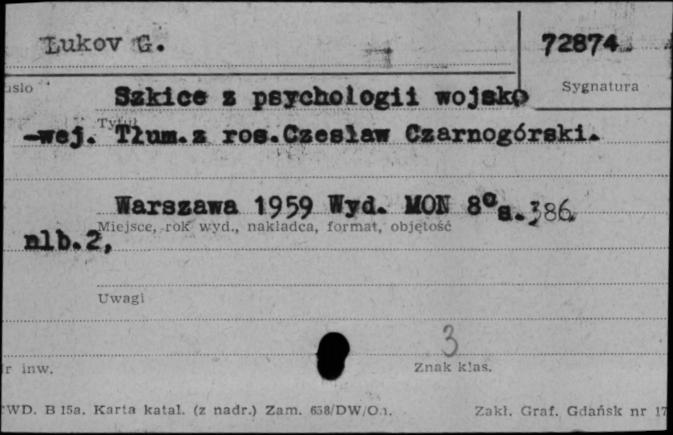 Łukov G.
72874
Sygnatura
Szkice z psychologii wojsko
-wej. Tłum.z ros.Czesław Czarnogórski.
Tytuł
Warszawa 1959 Wyd. MON 8°s.386
Miejsce, rok wyd., nakładca, format, objętość
nlb.2,
Uwagi
3
r inw.
Znak klas.
WD. B 15a. Karta katal. (z nadr.) Zam. 658/DW/O.1.
Zakł. Graf. Gdańsk nr 17